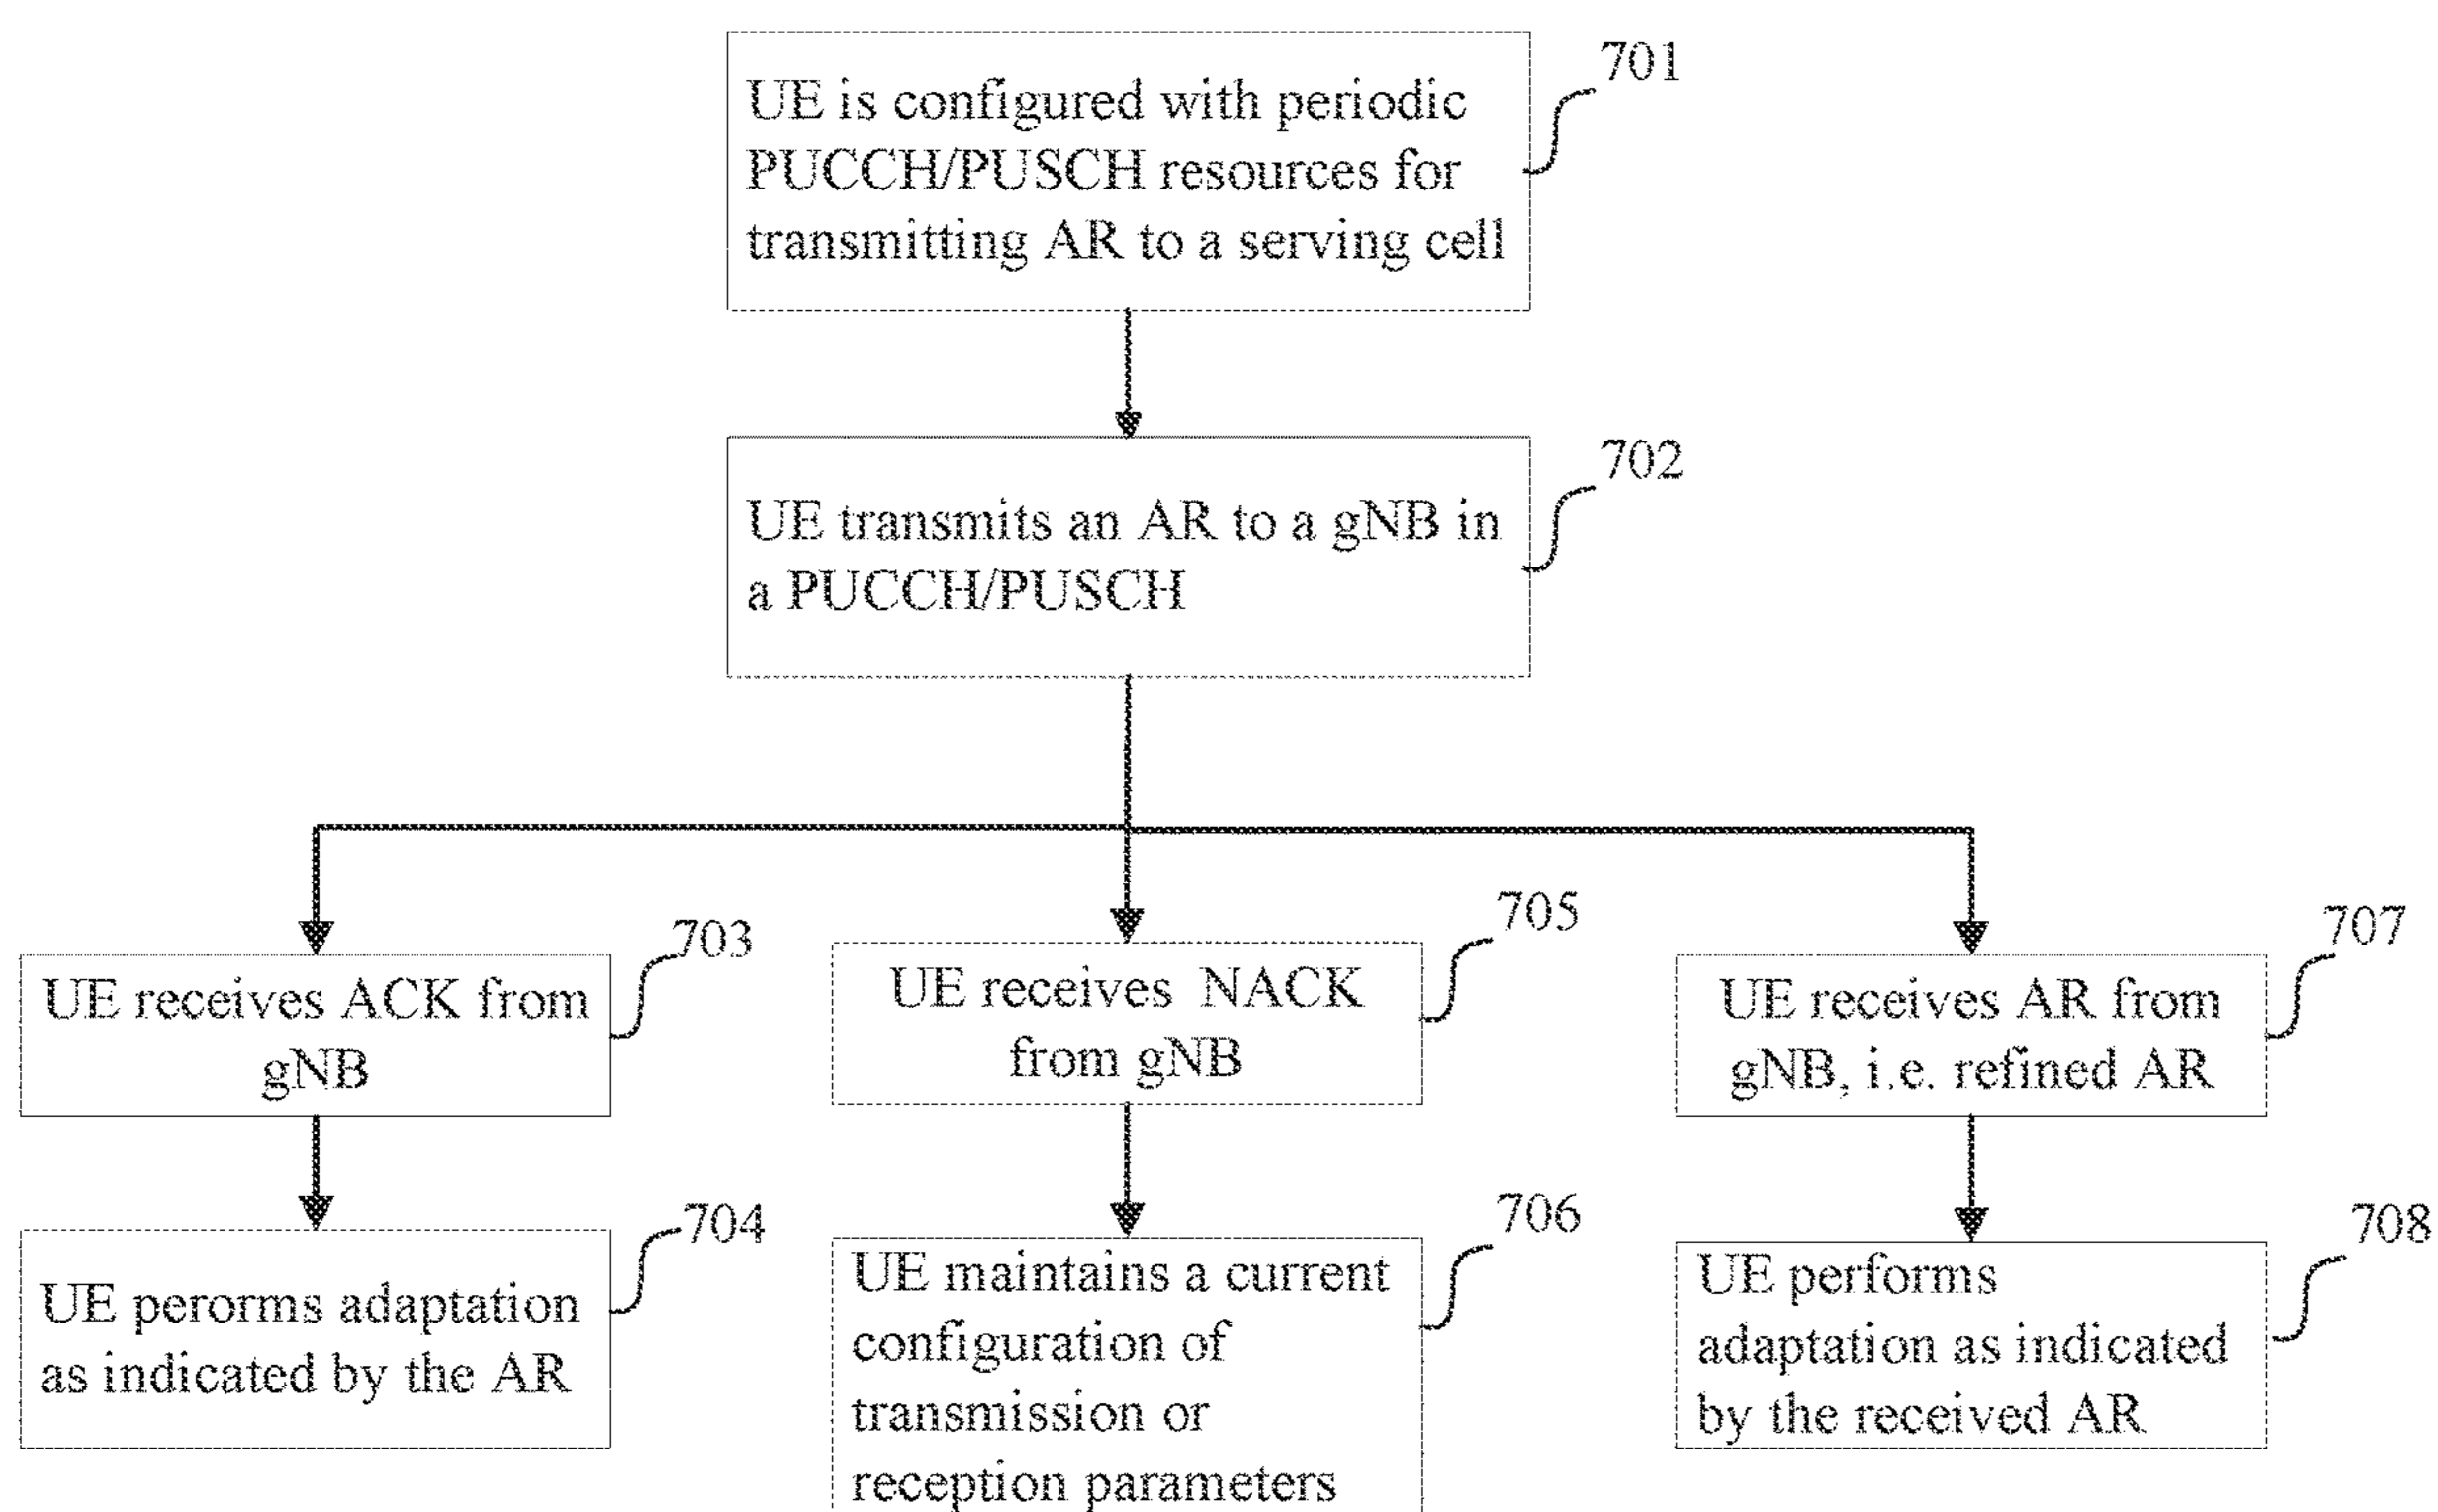 UE is configured with periodic
PUCCH/PUSCH resources for
transmitting AR to a serving cell
701
UE transmits an AR to a gNB in
a PUCCH/PUSCH
702
UE receives ACK from
gNB
703
UE receives NACK
from gNB
705
UE receives AR from
gNB, i.e. refined AR
707
UE perorms adaptation
as indicated by the AR
704
UE maintains a current
configuration of
transmission or
reception parameters
706
UE performs
adaptation as indicated
by the received AR
708